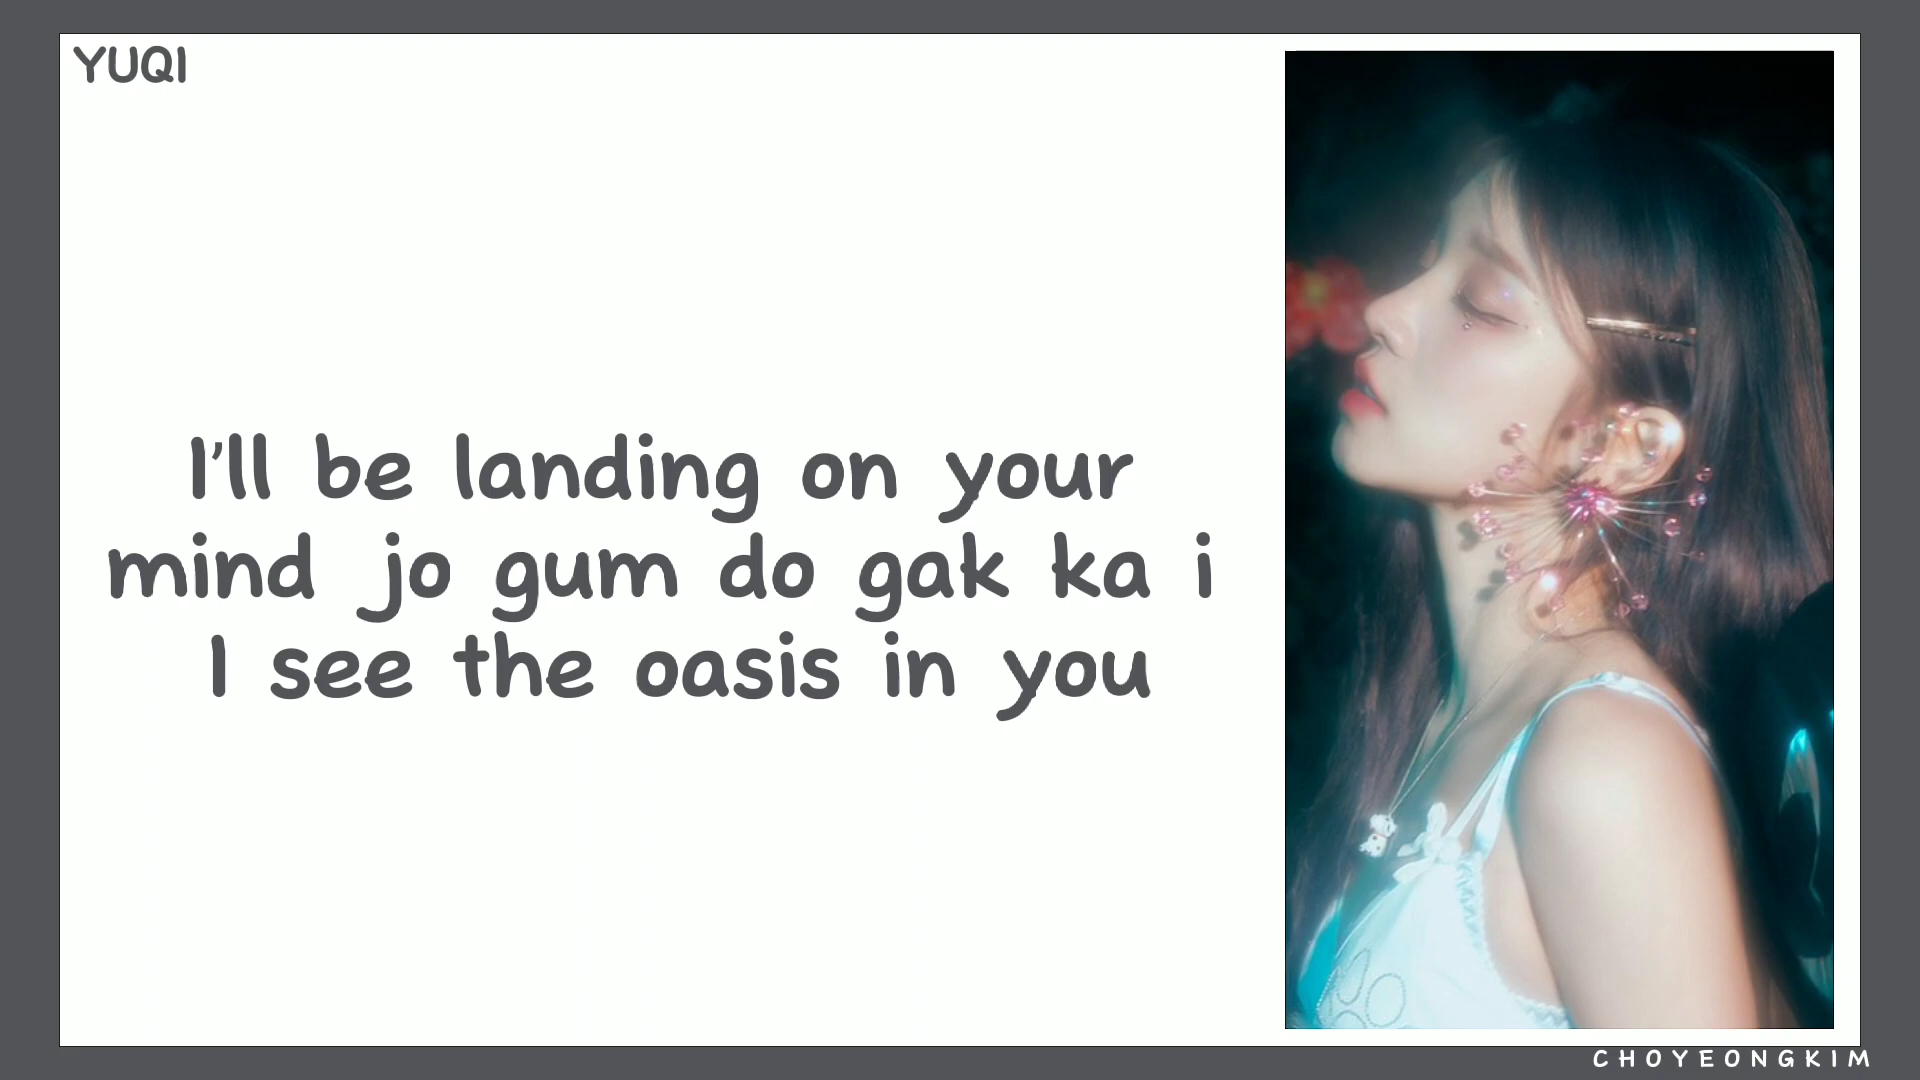 YUQI
I'll be landing on your
mind jo gum do gak ka i
I see the oasis in you
CHOYEONGKIM